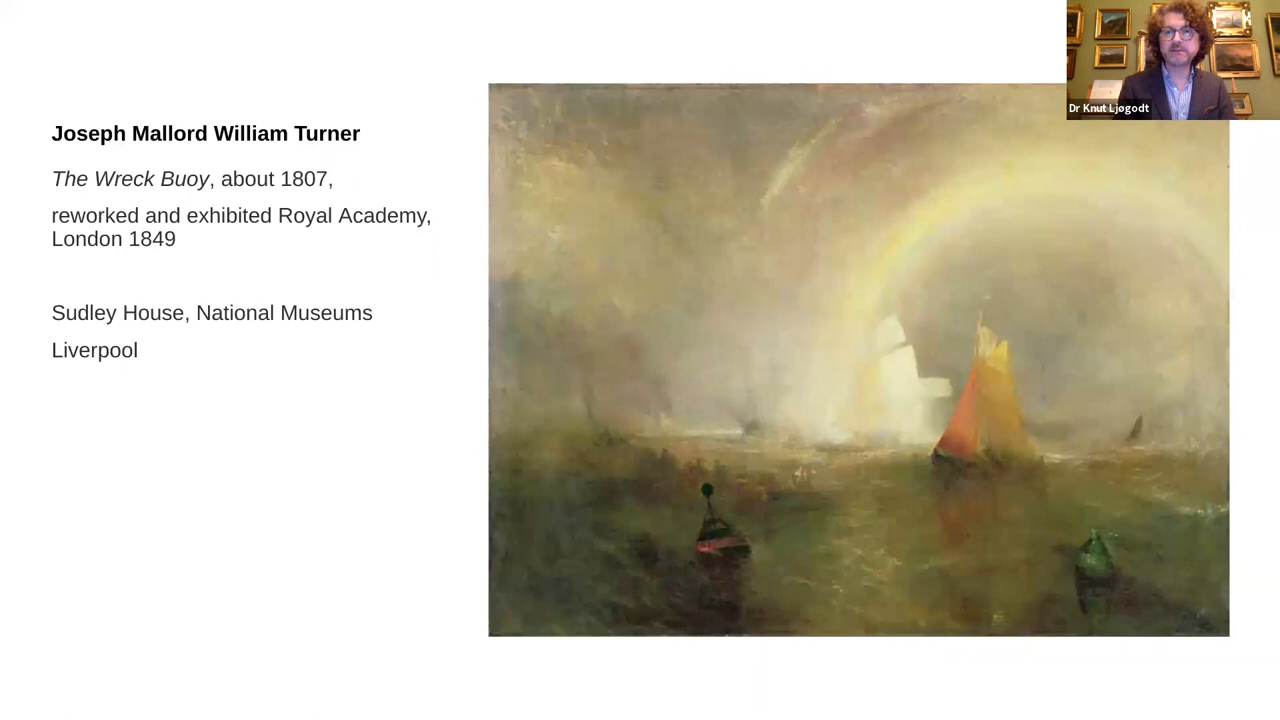 Joseph Mallord William Turner
The Wreck Buoy, about 1807,
reworked and exhibited Royal Academy,
London 1849
Sudley House, National Museums
Liverpool
Dr Knut Ljøgodt